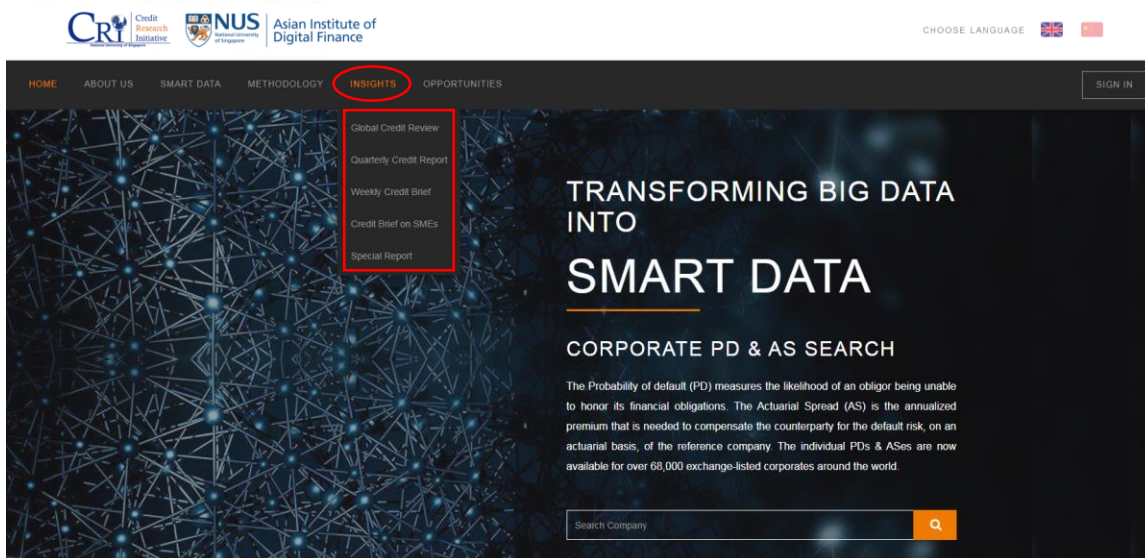 CRI
Credit
Research
Initiative
National University of Singapore
NUS
National University
of Singapore
Asian Institute of
Digital Finance
CHOOSE LANGUAGE
HOME ABOUT US SMART DATA METHODOLOGY INSIGHTS OPPORTUNITIES SIGN IN
Global Credit Review
Quarterly Credit Report
Weekly Credit Brief
Credit Brief on SMEs
Special Report
TRANSFORMING BIG DATA
INTO
SMART DATA
CORPORATE PD & AS SEARCH
The Probability of default (PD) measures the likelihood of an obligor being unable
to honor its financial obligations. The Actuarial Spread (AS) is the annualized
premium that is needed to compensate the counterparty for the default risk, on an
actuarial basis, of the reference company. The individual PDs & ASes are now
available for over 68,000 exchange-listed corporates around the world.
Search Company